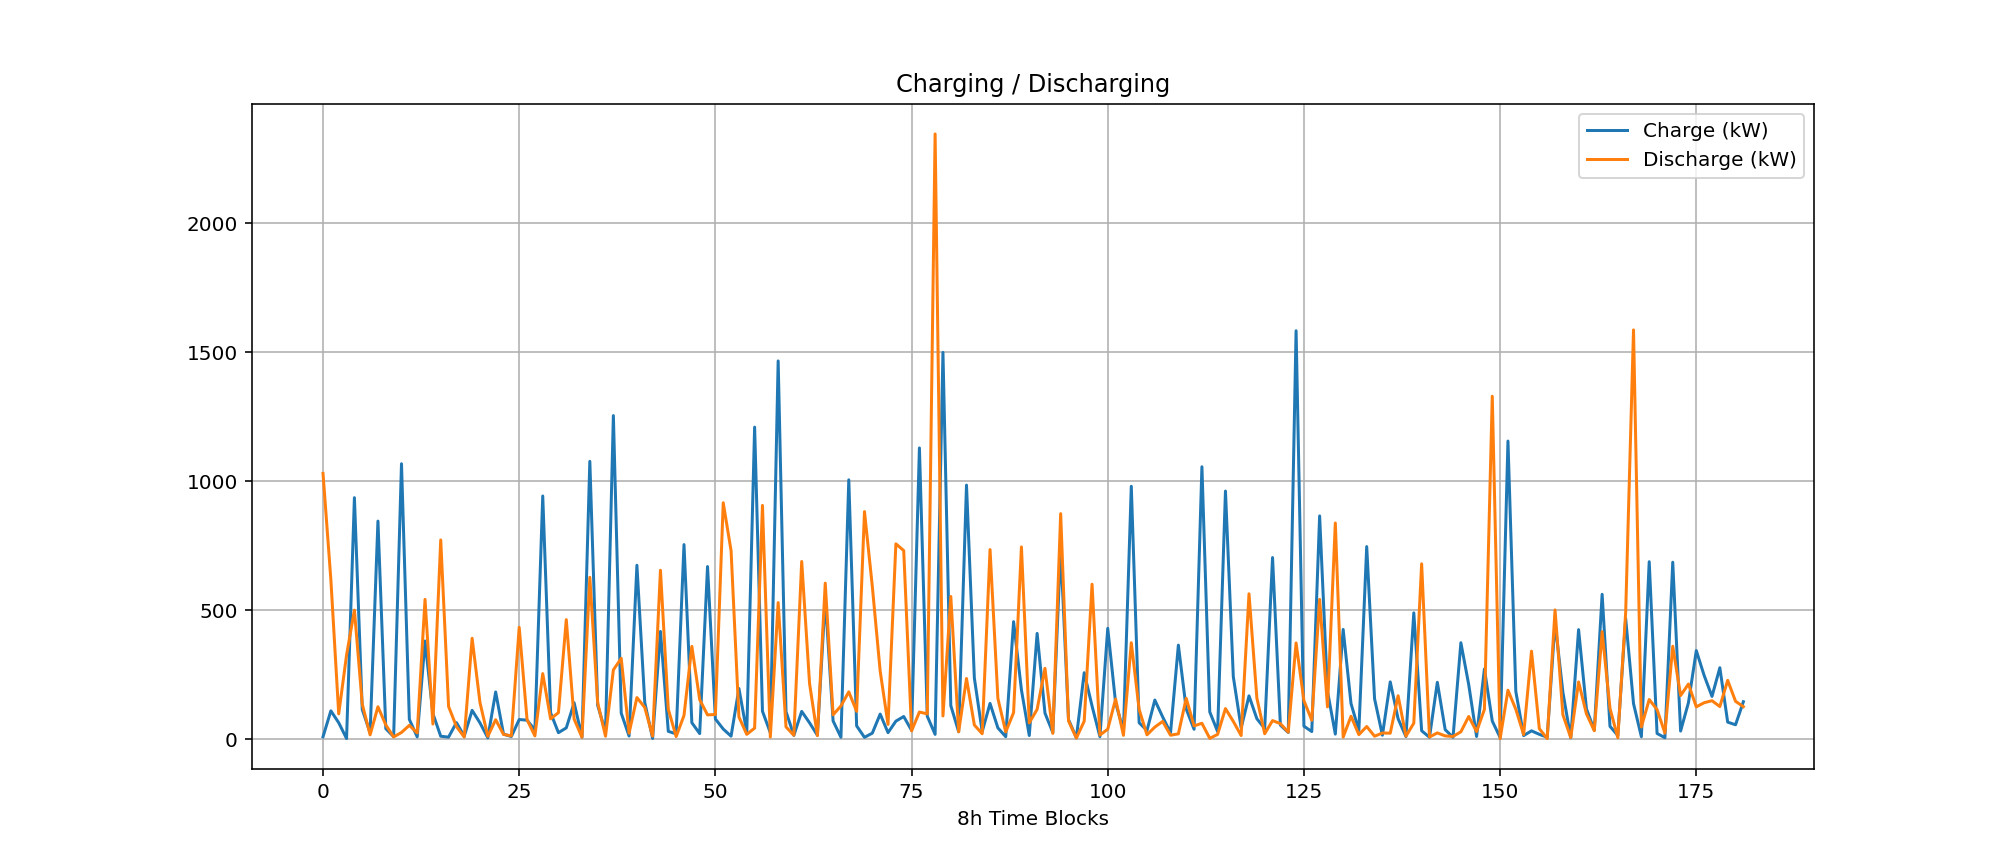 Charging / Discharging
Charge (kW)
Discharge (kW)
2000
1500
1000
500
0
0 25 50 75 100 125 150 175
8h Time Blocks